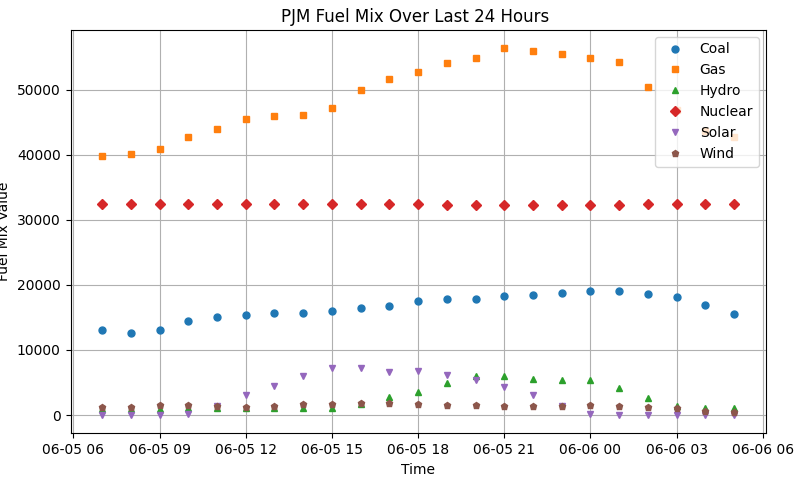 PJM Fuel Mix Over Last 24 Hours
Coal
Gas
Hydro
Nuclear
Solar
Wind
50000
40000
30000
20000
10000
0
Fuel Mix Value
06-05 06 06-05 09 06-05 12 06-05 15 06-05 18 06-05 21 06-06 00 06-06 03 06-06 06
Time